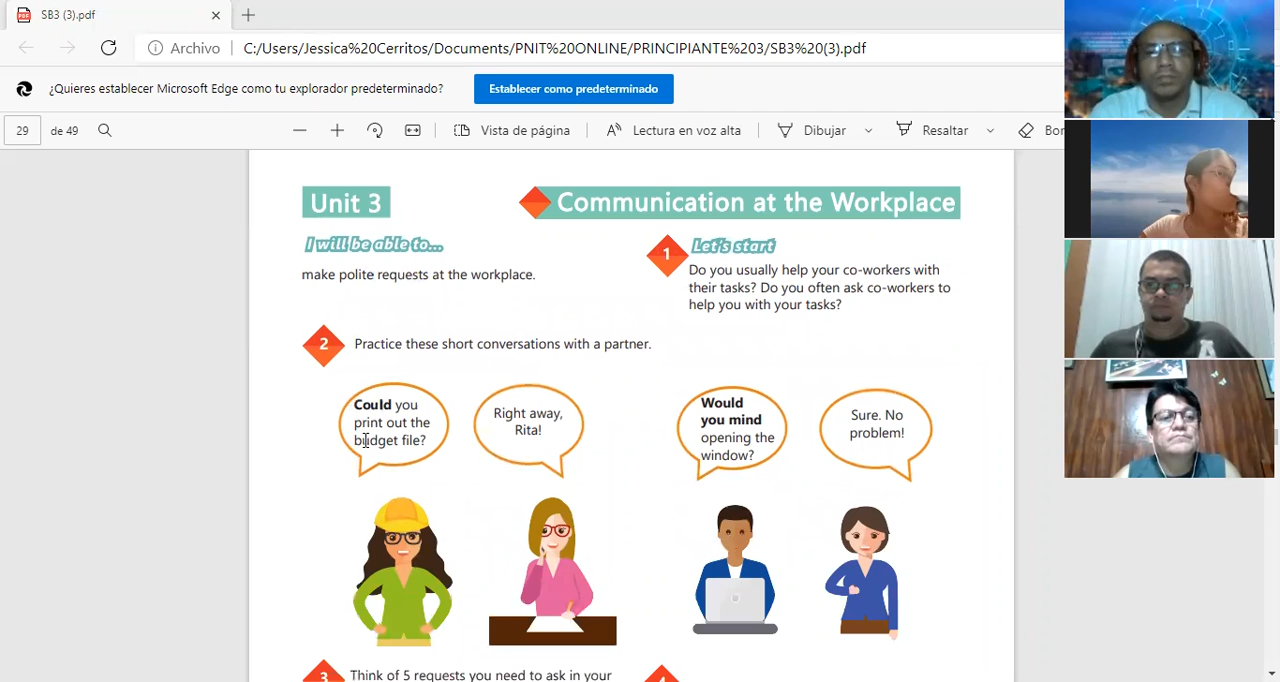 SB3 (3).pdf
Archivo
C:/Users/Jessica%20Cerritos/Documents/PNIT%20ONLINE/PRINCIPIANTE%203/SB3%20(3).pdf
¿Quieres establecer Microsoft Edge como tu explorador predeterminado?
Establecer como predeterminado
29
de 49
Vista de página
Lectura en voz alta
Dibujar
Resaltar
Unit 3
Communication at the Workplace
I will be able to...
make polite requests at the workplace.
1
Let's start
Do you usually help your co-workers with
their tasks? Do you often ask co-workers to
help you with your tasks?
2
Practice these short conversations with a partner.
Could you
print out the
budget file?
Right away,
Rita!
Would
you mind
opening the
window?
Sure. No
problem!
3
Think of 5 requests you need to ask in your
4